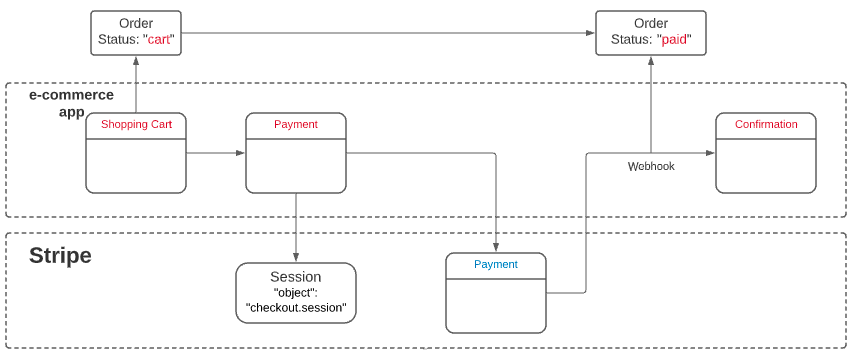 Order
Status: "cart"
Order
Status: "paid"
e-commerce
app
Shopping Cart
Payment
Confirmation
Webhook
Stripe
Session
"object":
"checkout.session"
Payment